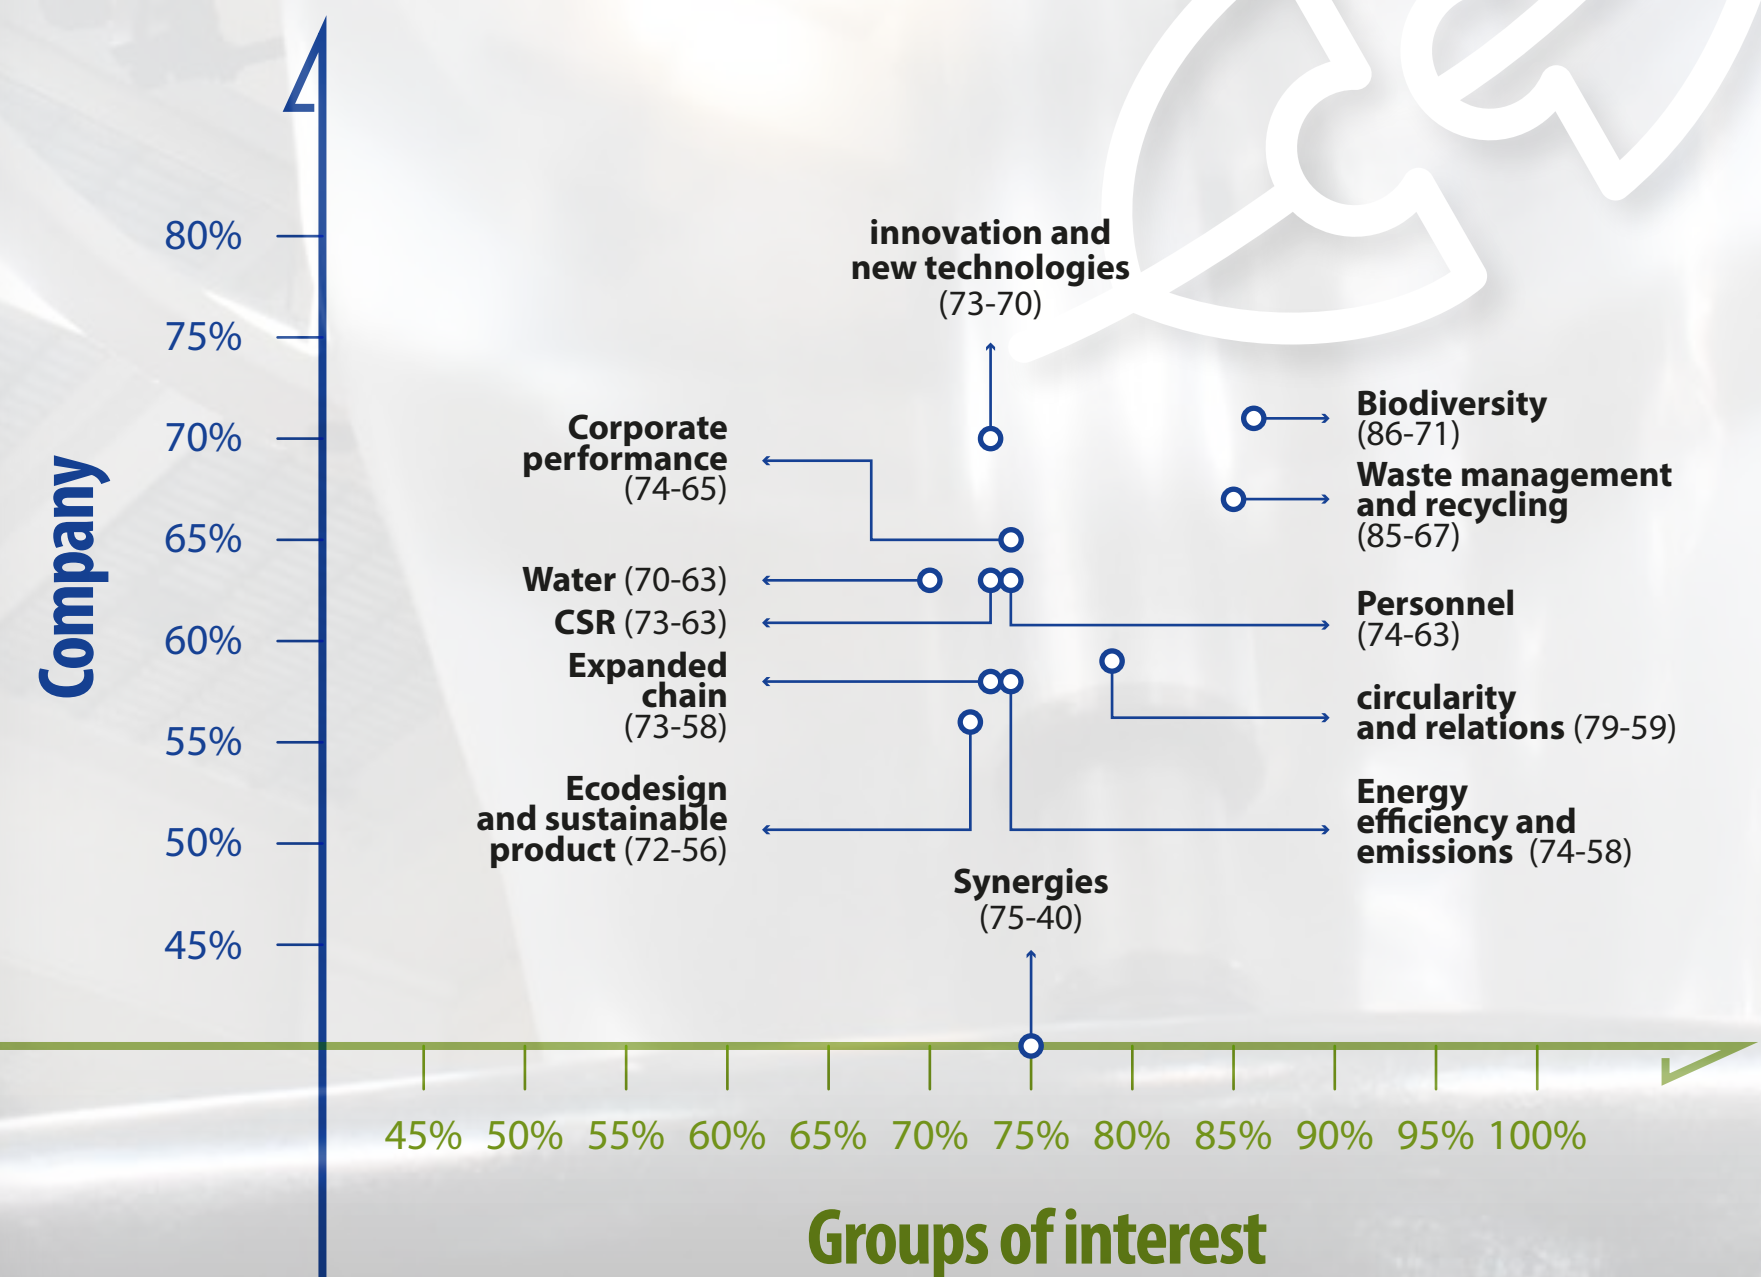 Company
80%
75%
70%
65%
60%
55%
50%
45%
innovation and
new technologies
(73-70)
Corporate
performance
(74-65)
Water (70-63)
CSR (73-63)
Expanded
chain
(73-58)
Ecodesign
and sustainable
product (72-56)
Synergies
(75-40)
Biodiversity
(86-71)
Waste management
and recycling
(85-67)
Personnel
(74-63)
circularity
and relations (79-59)
Energy
efficiency and
emissions (74-58)
45% 50% 55% 60% 65% 70% 75% 80% 85% 90% 95% 100%
Groups of interest